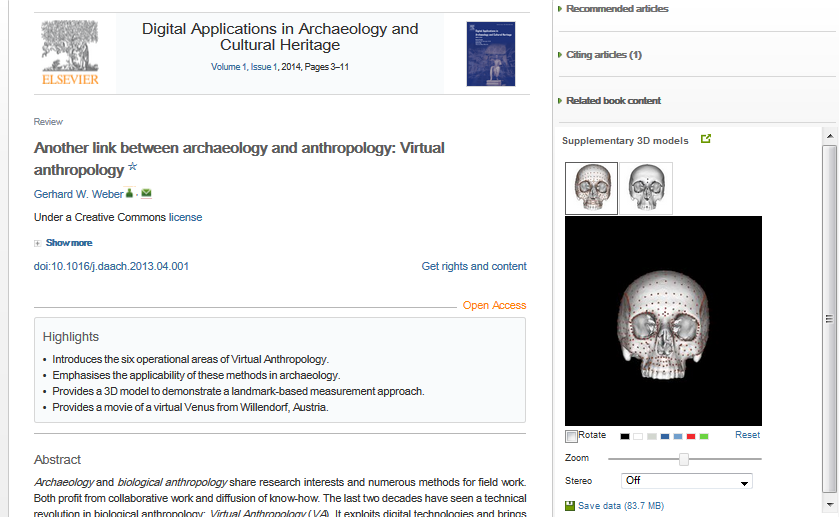 Digital Applications in Archaeology and
Cultural Heritage
ELSEVIER
Volume 1, Issue 1, 2014, Pages 3–11
Review
Another link between archaeology and anthropology: Virtual
anthropology ☆
Gerhard W. Weber
Under a Creative Commons license
Show more
doi:10.1016/j.daach.2013.04.001
Get rights and content
Open Access
Highlights
• Introduces the six operational areas of Virtual Anthropology.
• Emphasises the applicability of these methods in archaeology.
• Provides a 3D model to demonstrate a landmark-based measurement approach.
• Provides a movie of a virtual Venus from Willendorf, Austria.
Abstract
Archaeology and biological anthropology share research interests and numerous methods for field work.
Both profit from collaborative work and diffusion of know-how. The last two decades have seen a technical
revolution in biological anthropology: Virtual Anthropology (VA). It exploits digital technologies and brings
Recommended articles
Citing articles (1)
Related book content
Supplementary 3D models
Rotate
Reset
Zoom
Stereo
Off
Save data (83.7 MB)